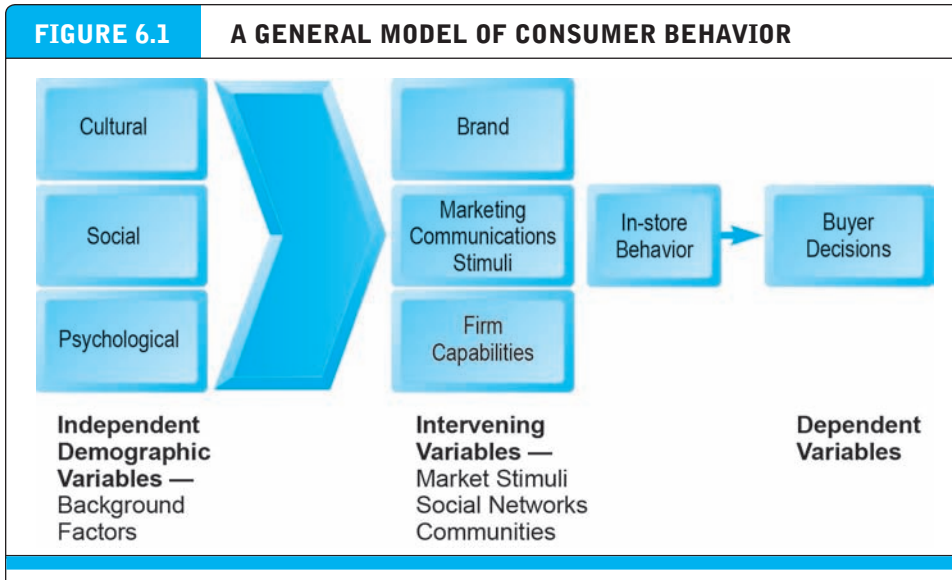 FIGURE 6.1 A GENERAL MODEL OF CONSUMER BEHAVIOR
Cultural
Social
Psychological
Brand
Marketing
Communications
Stimuli
Firm
Capabilities
In-store
Behavior
Buyer
Decisions
Independent
Demographic
Variables —
Background
Factors
Intervening
Variables —
Market Stimuli
Social Networks
Communities
Dependent
Variables